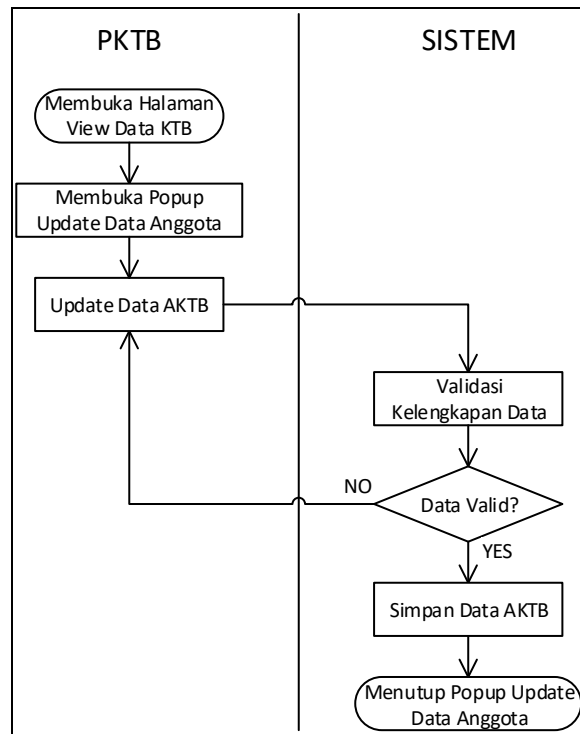 PKTB
SISTEM
Membuka Halaman
View Data KTB
Membuka Popup
Update Data Anggota
Update Data AKTB
Validasi
Kelengkapan Data
NO
Data Valid?
YES
Simpan Data AKTB
Menutup Popup Update
Data Anggota